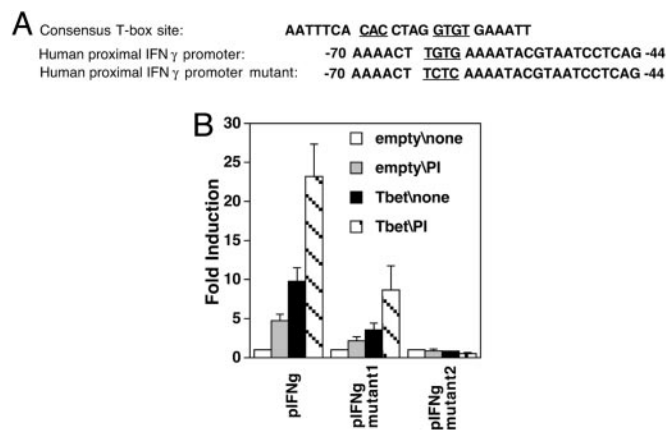 A
Consensus T-box site: AATTTCA CAC CTAG GTGT GAAATT
Human proximal IFNγ promoter: -70 AAAACT TGTG AAAATACGTAATCCTCAG -44
Human proximal IFNγ promoter mutant: -70 AAAACT TCTC AAAATACGTAATCCTCAG -44
B
Fold Induction
30
25
20
15
10
5
0
empty\none
empty\PI
Tbet\none
Tbet\PI
pIFNg
pIFNg mutant1
pIFNg mutant2